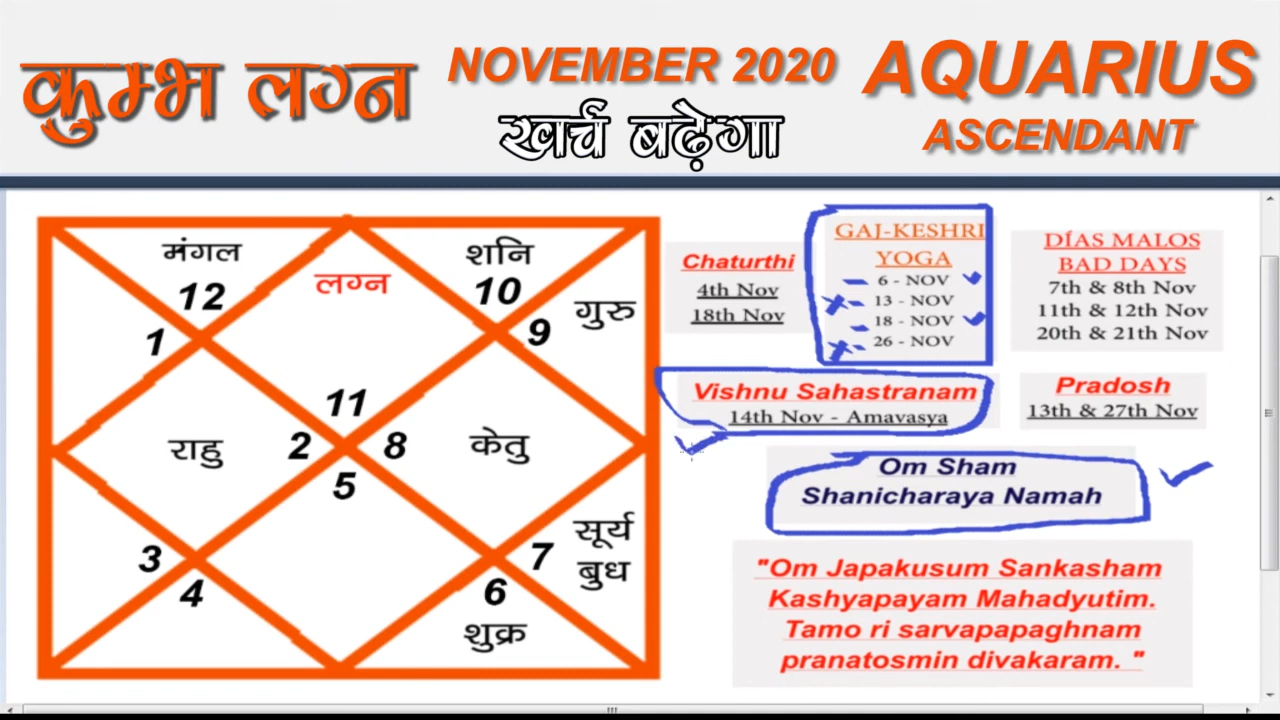 कुम्भ लग्न
NOVEMBER 2020
खर्च बढ़ेगा
AQUARIUS
ASCENDANT
मंगल
12
1
लग्न
शनि
10
9
गुरु
11
राहु
2
8
केतु
5
3
4
7
सूर्य
बुध
6
शुक्र
Chaturthi
4th Nov
18th Nov
GAJ-KESHRI
YOGA
6 - NOV
13 - NOV
18 - NOV
26 - NOV
DÍAS MALOS
BAD DAYS
7th & 8th Nov
11th & 12th Nov
20th & 21th Nov
Vishnu Sahastranam
14th Nov - Amavasya
Pradosh
13th & 27th Nov
Om Sham
Shanicharaya Namah
"Om Japakusum Sankasham
Kashyapayam Mahadyutim.
Tamo ri sarvapapaghnam
pranatosmin divakaram. "